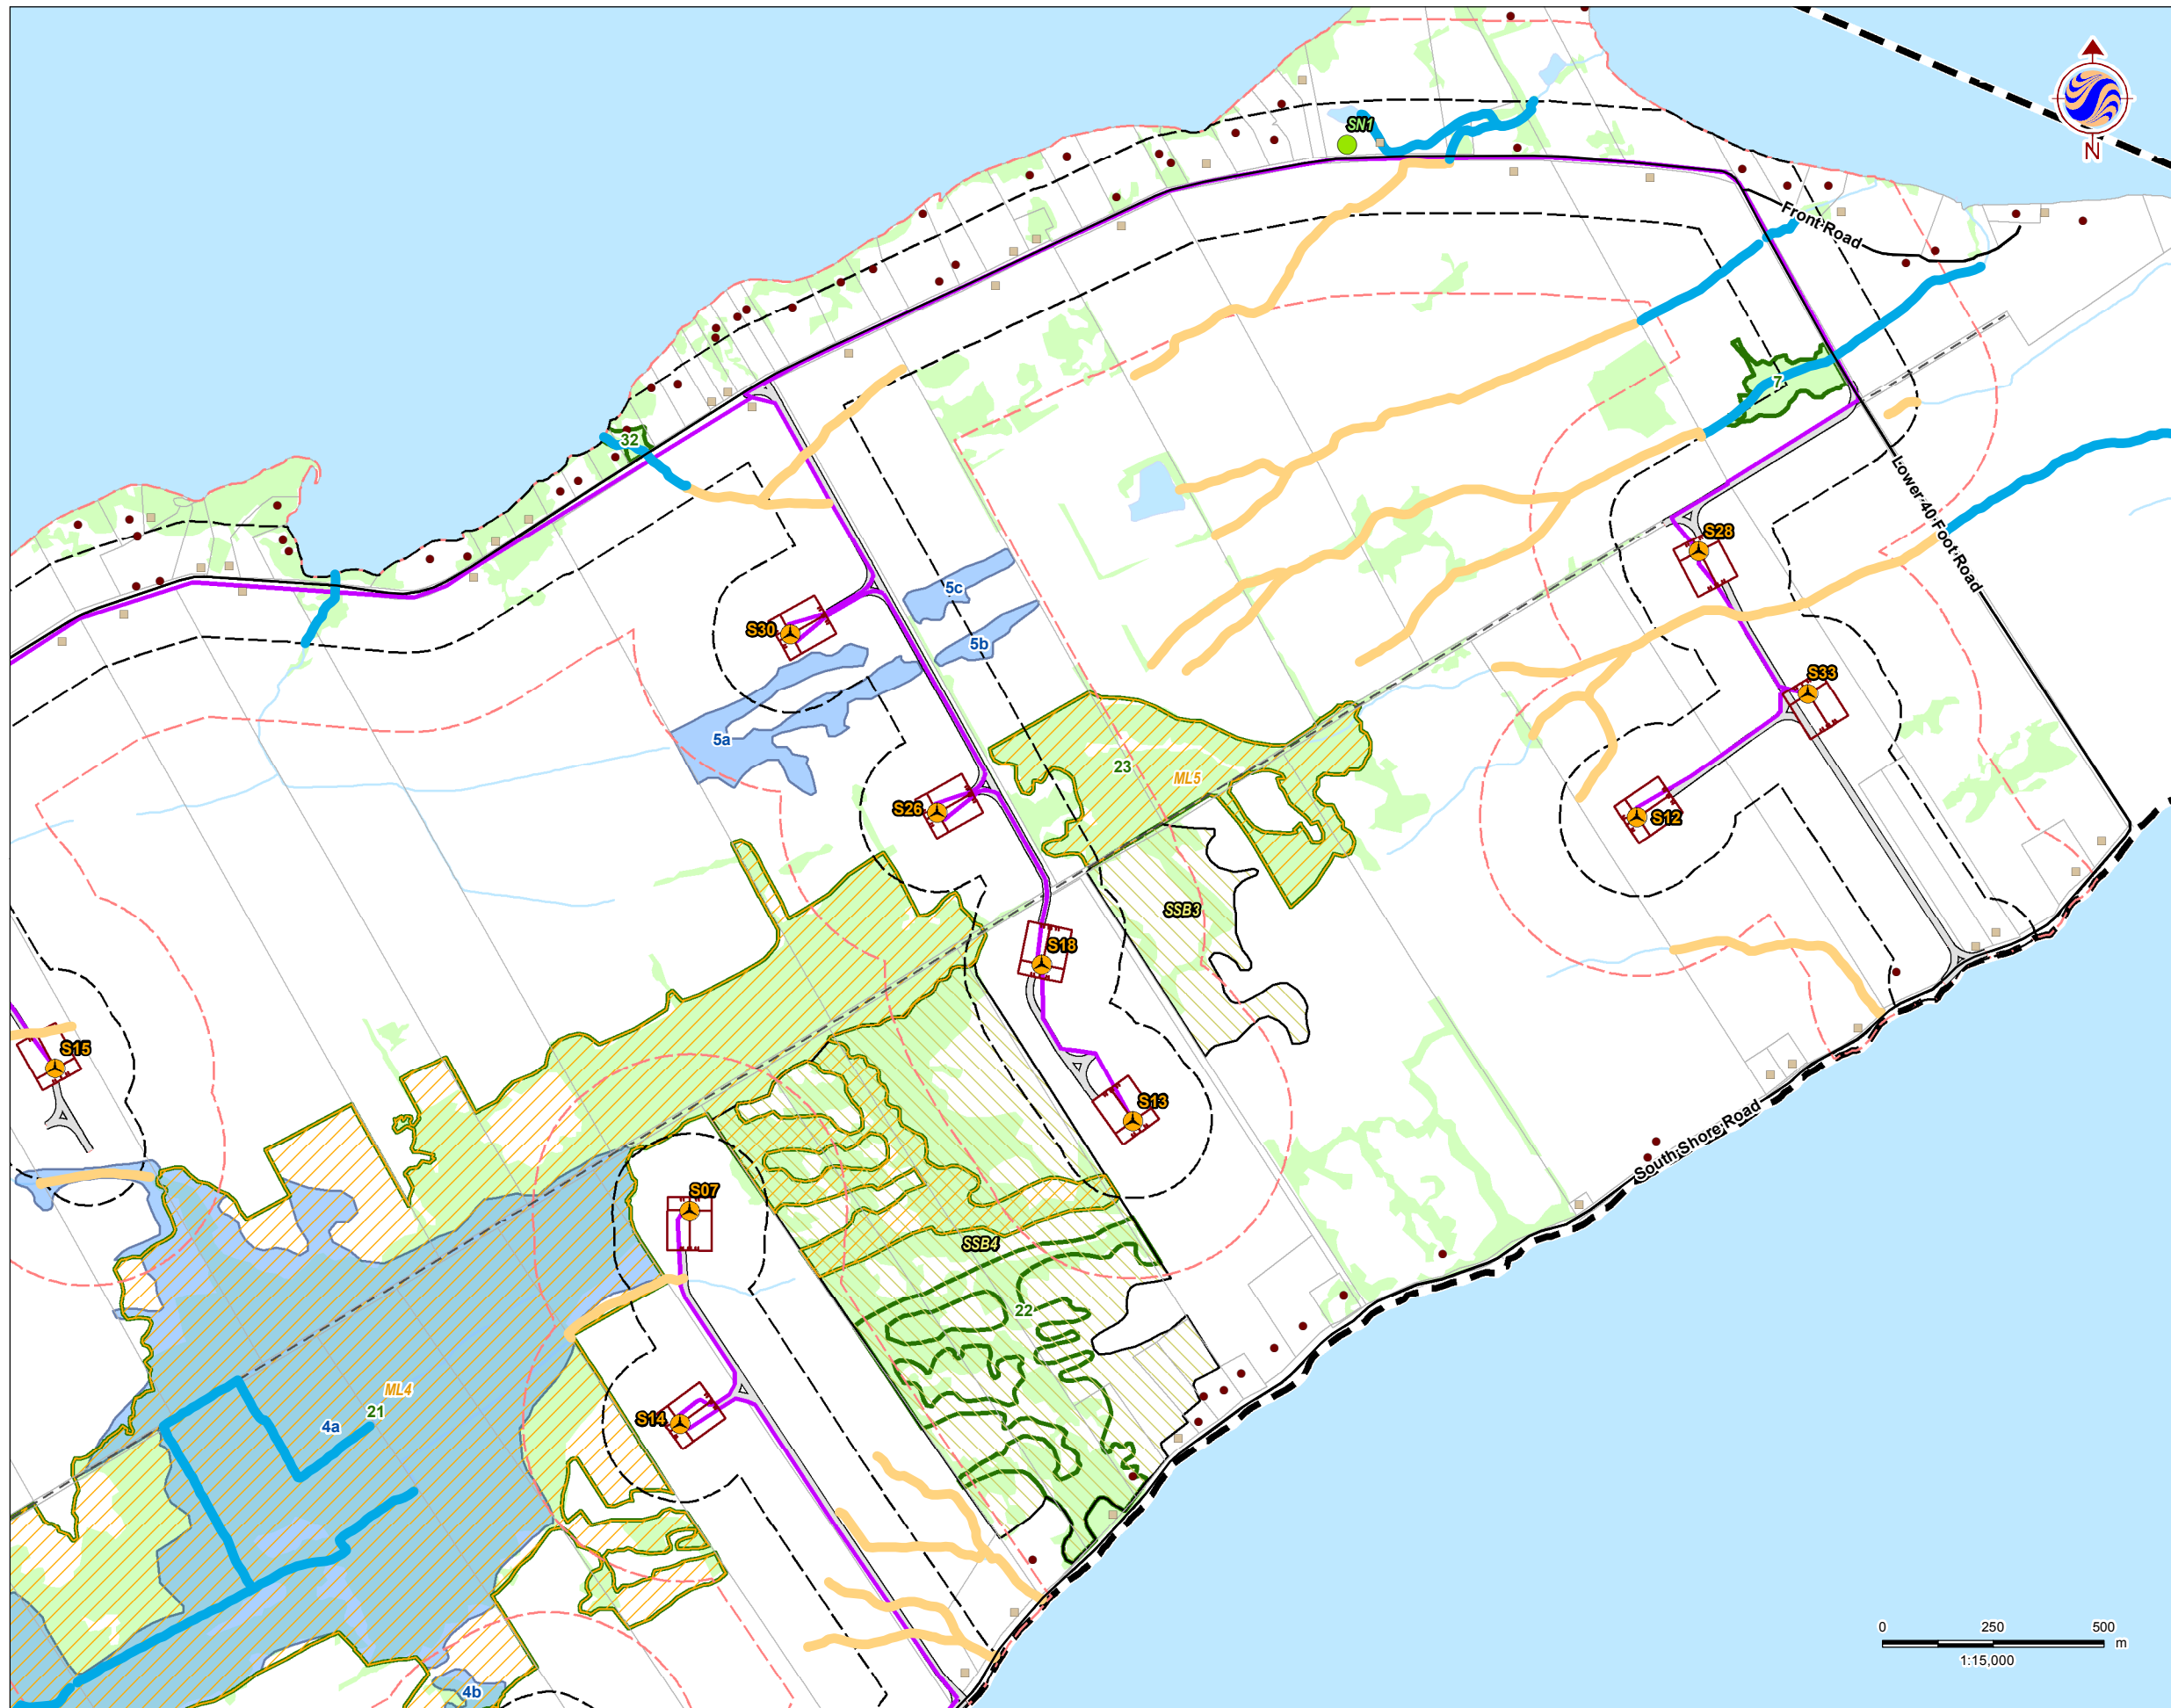 SN1
N
Front Road
7
32
Lower 40 Foot Road
S28
5c
S30
5b
S33
5a
23
ML5
S26
S12
SSB3
S18
S15
S13
South Shore Road
S07
SSB4
22
ML4
21
4a
S14
4b
0 250 500
m
1:15,000